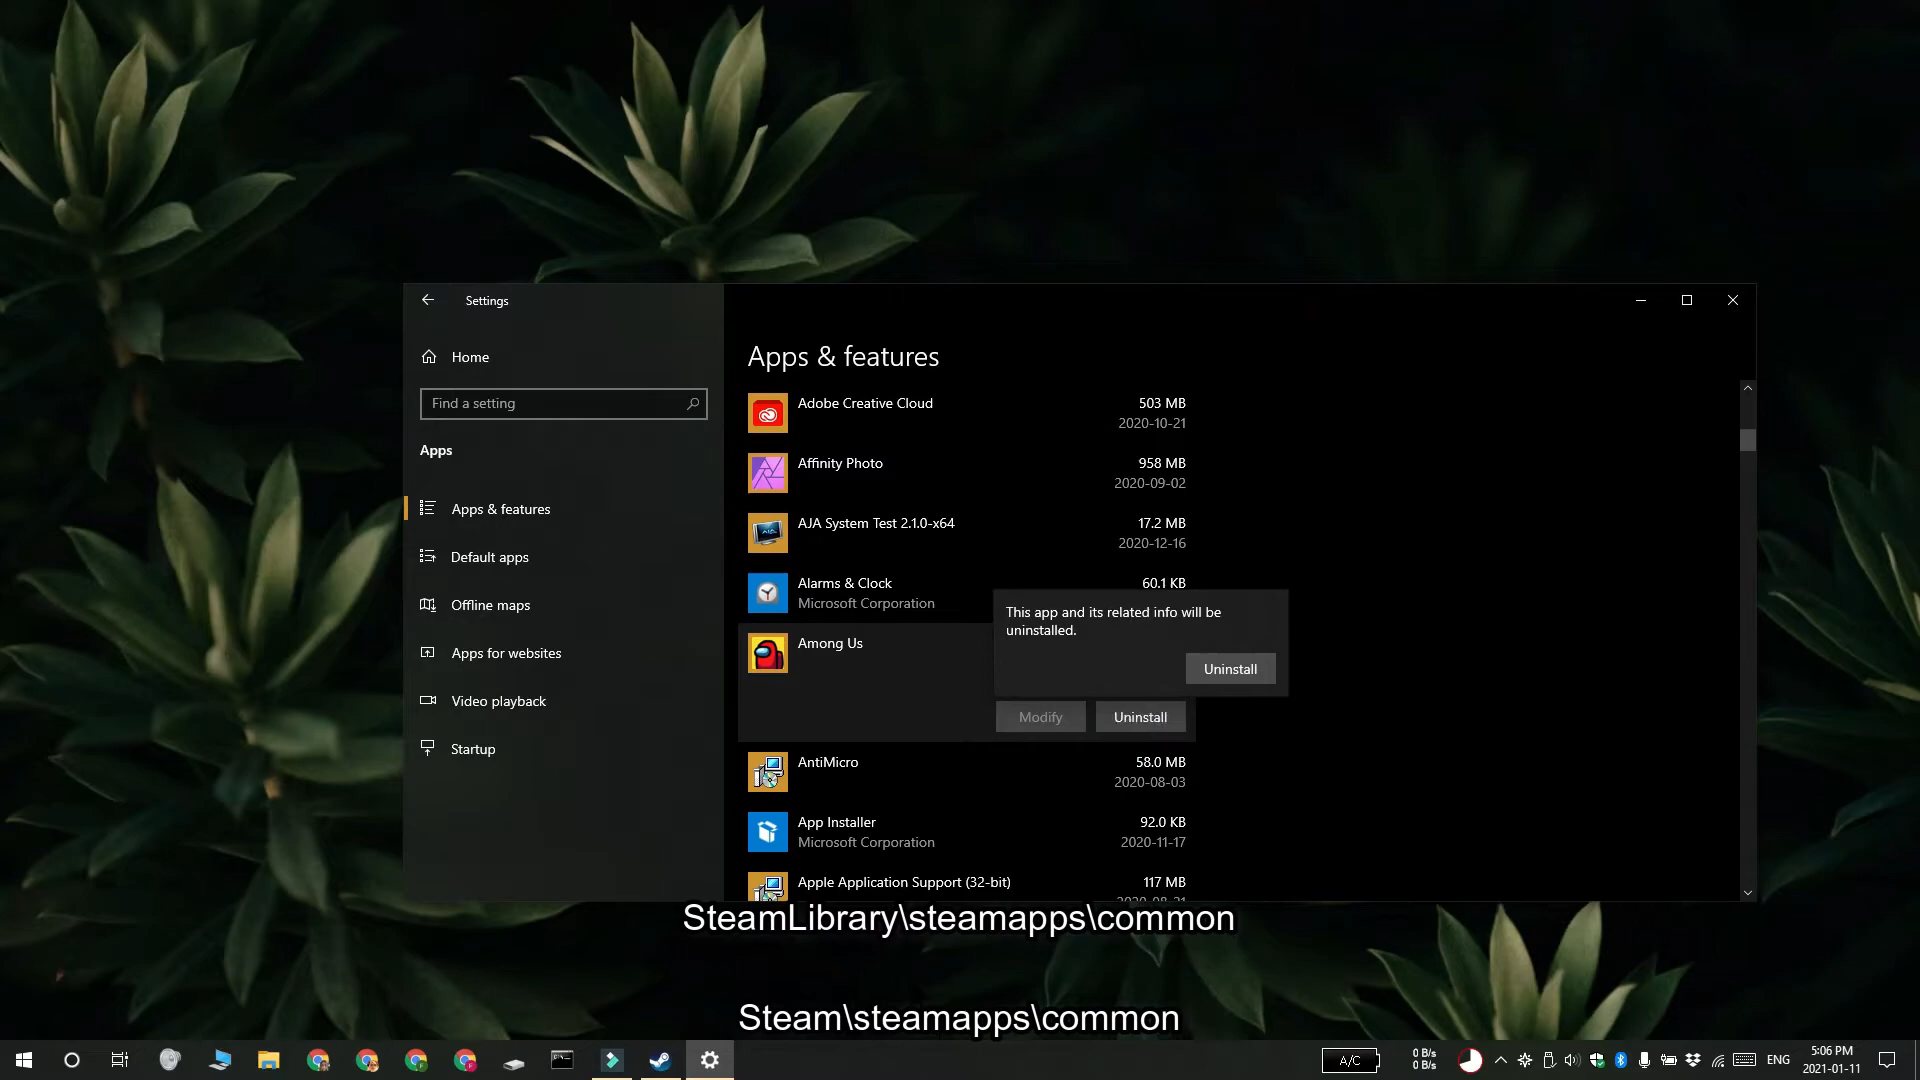 Settings
Home
Find a setting
Apps
Apps & features
Default apps
Offline maps
Apps for websites
Video playback
Startup
Apps & features
Adobe Creative Cloud 503 MB
2020-10-21
Affinity Photo 958 MB
2020-09-02
AJA System Test 2.1.0-x64 17.2 MB
2020-12-16
Alarms & Clock 60.1 KB
Microsoft Corporation
This app and its related info will be
uninstalled.
Uninstall
Among Us
Modify Uninstall
AntiMicro 58.0 MB
2020-08-03
App Installer 92.0 KB
Microsoft Corporation 2020-11-17
Apple Application Support (32-bit) 117 MB
SteamLibrary\steamapps\common
Steam\steamapps\common
A/C
0 B/s
0 B/s
ENG
5:06 PM
2021-01-11